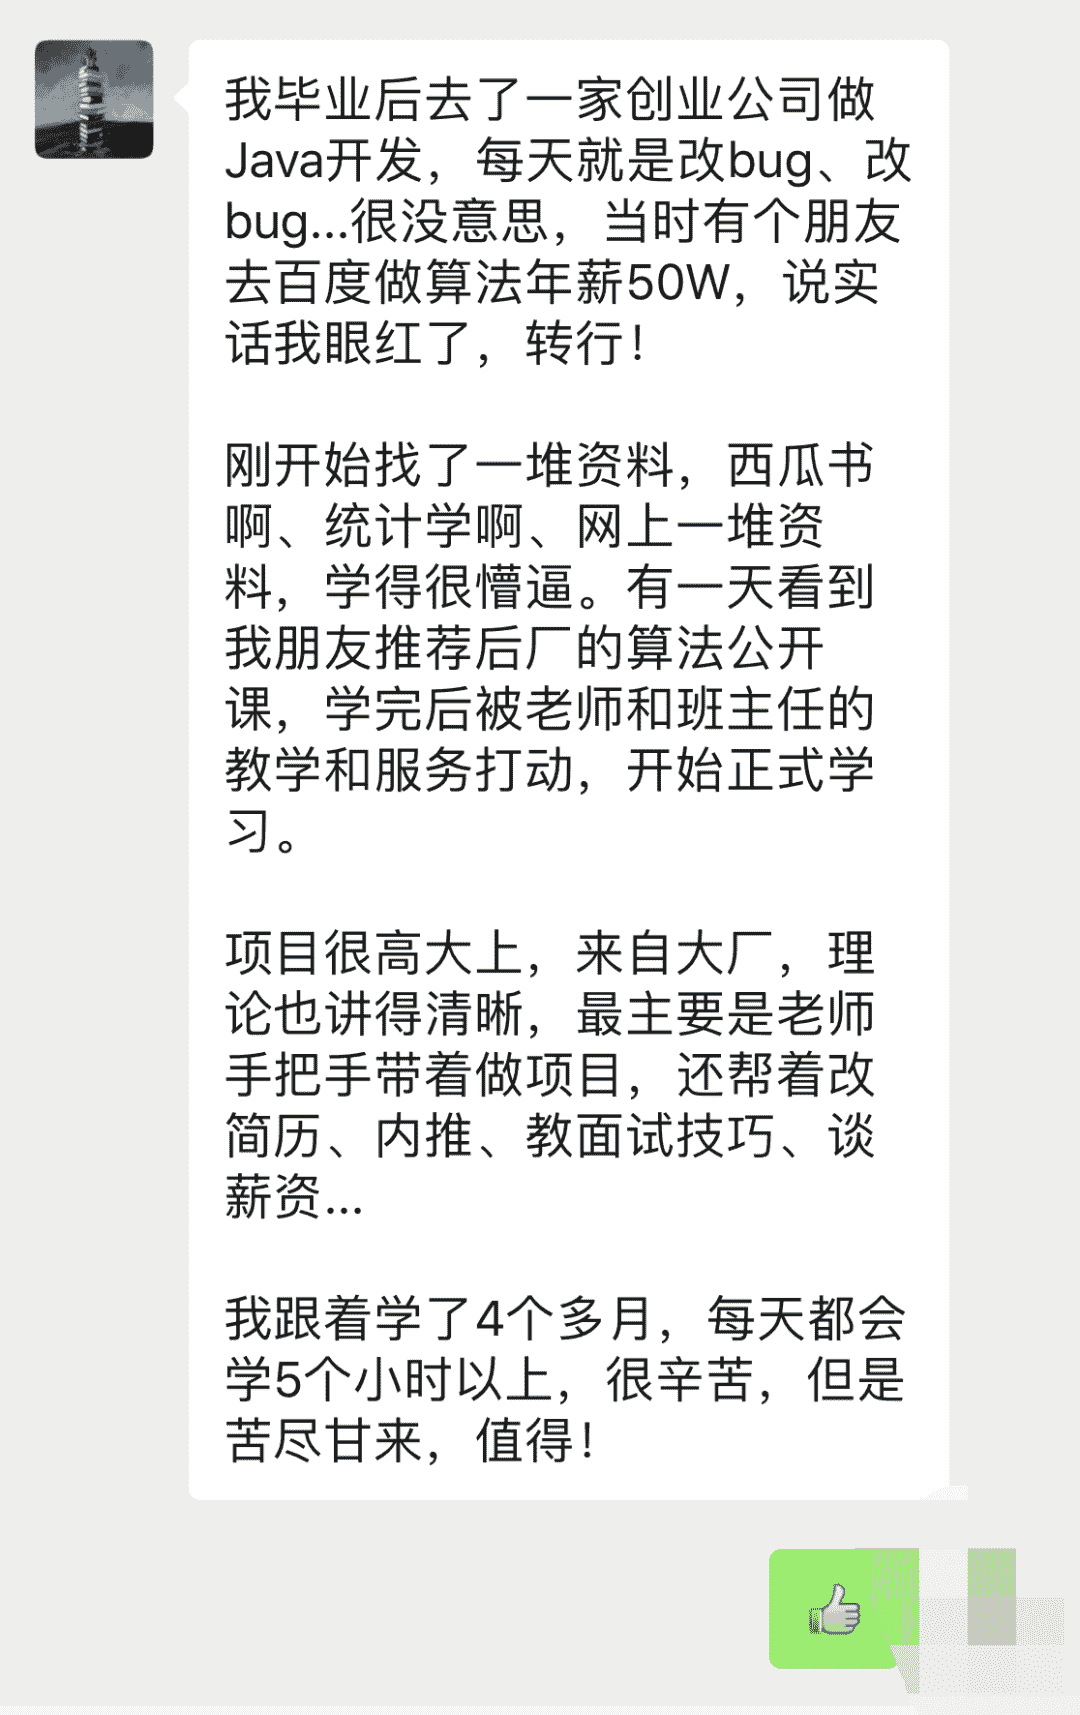 我毕业后去了一家创业公司做
Java开发，每天就是改bug、改
bug...很没意思，当时有个朋友
去百度做算法年薪50W，说实
话我眼红了，转行！
刚开始找了一堆资料，西瓜书
啊、统计学啊、网上一堆资
料，学得很懵逼。有一天看到
我朋友推荐后厂的算法公开
课，学完后被老师和班主任的
教学和服务打动，开始正式学
习。
项目很高大上，来自大厂，理
论也讲得清晰，最主要是老师
手把手带着做项目，还帮着改
简历、内推、教面试技巧、谈
薪资...
我跟着学了4个多月，每天都会
学5个小时以上，很辛苦，但是
苦尽甘来，值得！